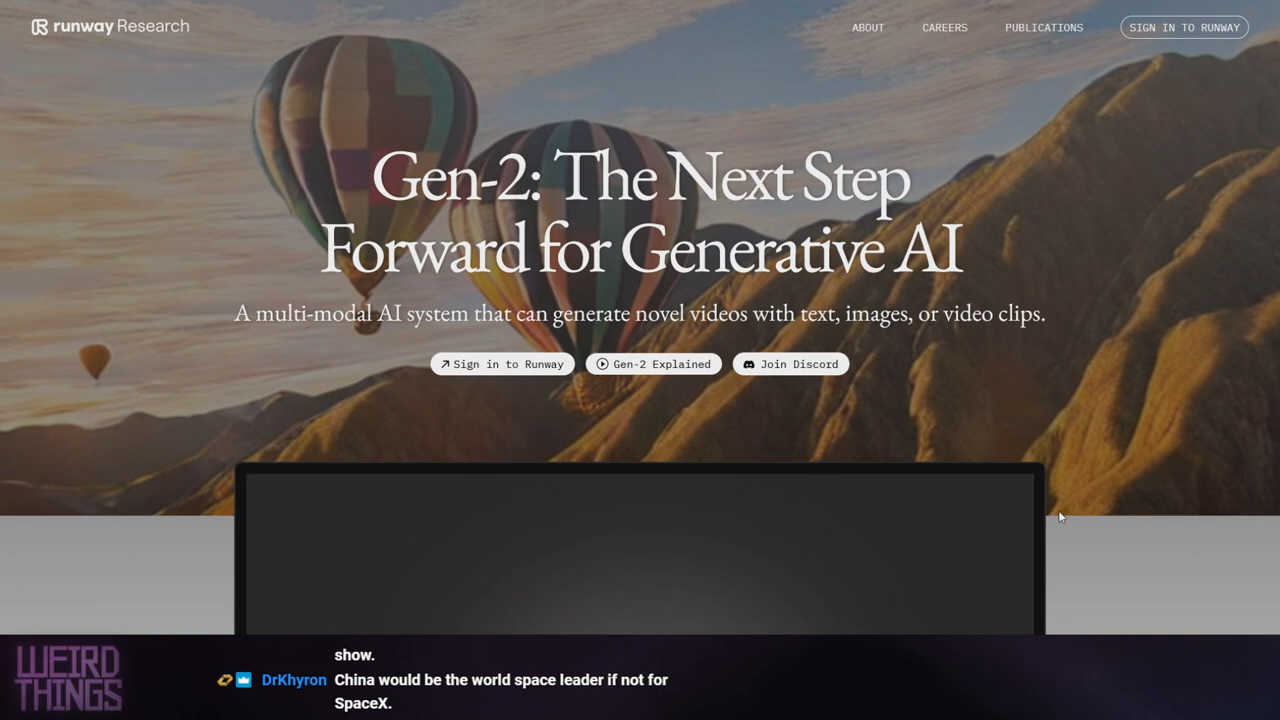 runway Research
ABOUT
CAREERS
PUBLICATIONS
SIGN IN TO RUNWAY
Gen-2: The Next Step
Forward for Generative AI
A multi-modal AI system that can generate novel videos with text, images, or video clips.
Sign in to Runway
Gen-2 Explained
Join Discord
WEIRD
THINGS
show.
DrKhyron China would be the world space leader if not for
SpaceX.